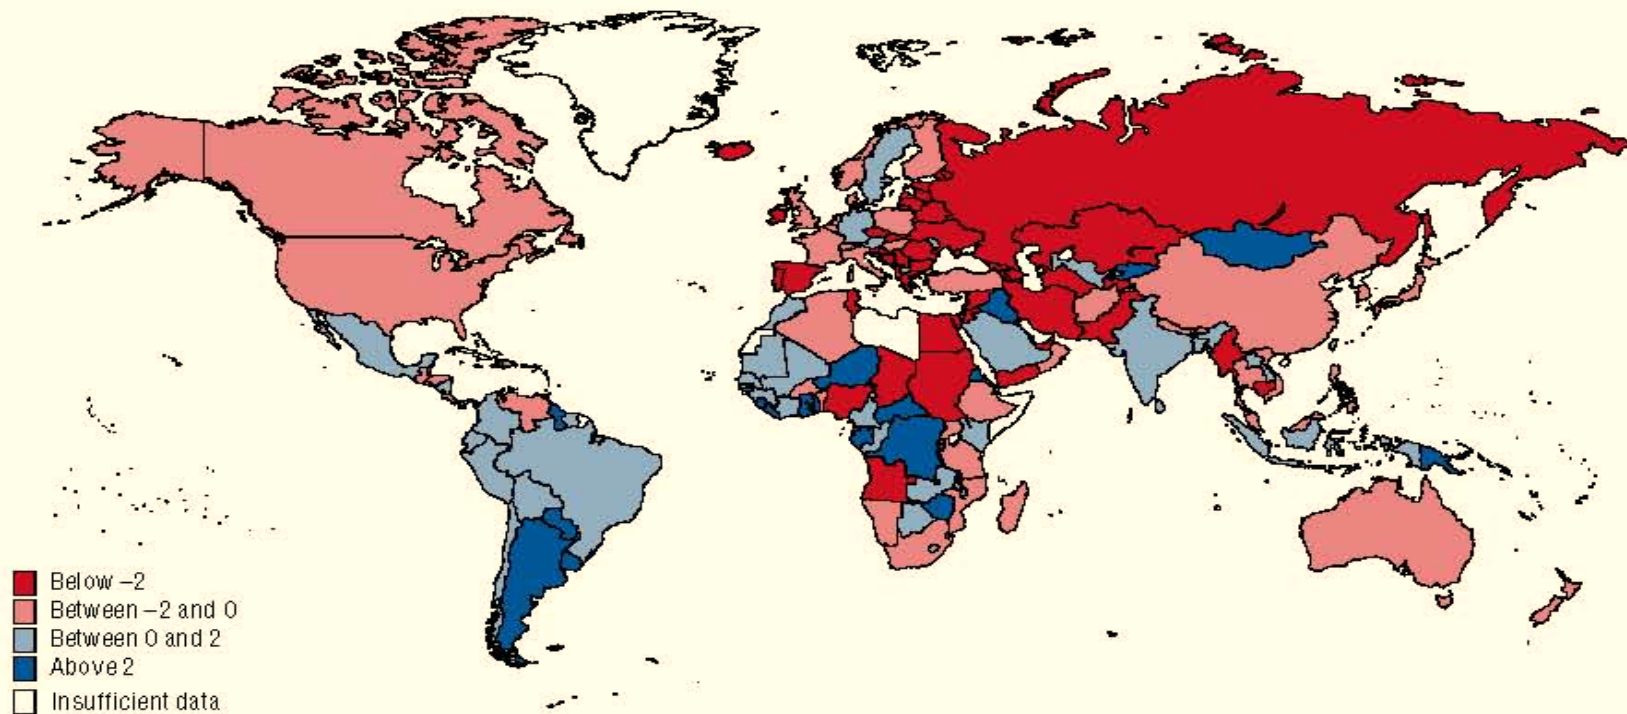 Below –2
Between –2 and 0
Between 0 and 2
Above 2
Insufficient data